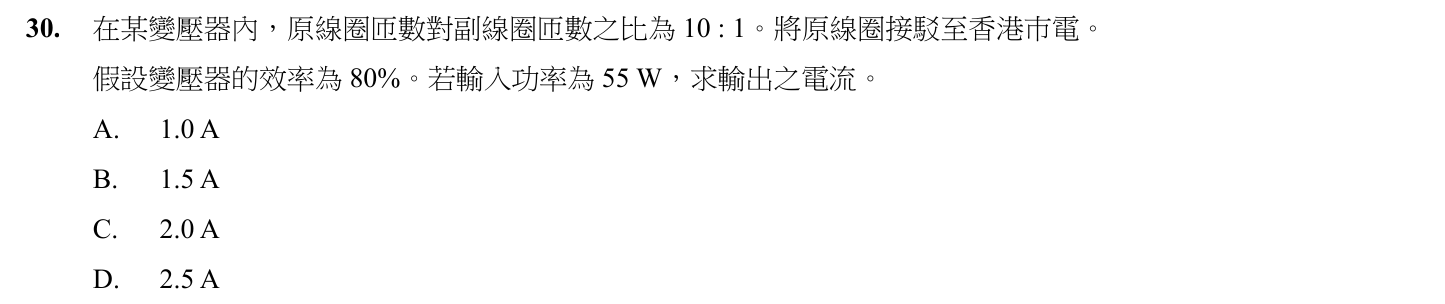 30. 在某變壓器內，原線圈匝數對副線圈匝數之比為 10 : 1。將原線圈接駁至香港市電。
假設變壓器的效率為 80%。若輸入功率為 55 W，求輸出之電流。
A. 1.0 A
B. 1.5 A
C. 2.0 A
D. 2.5 A